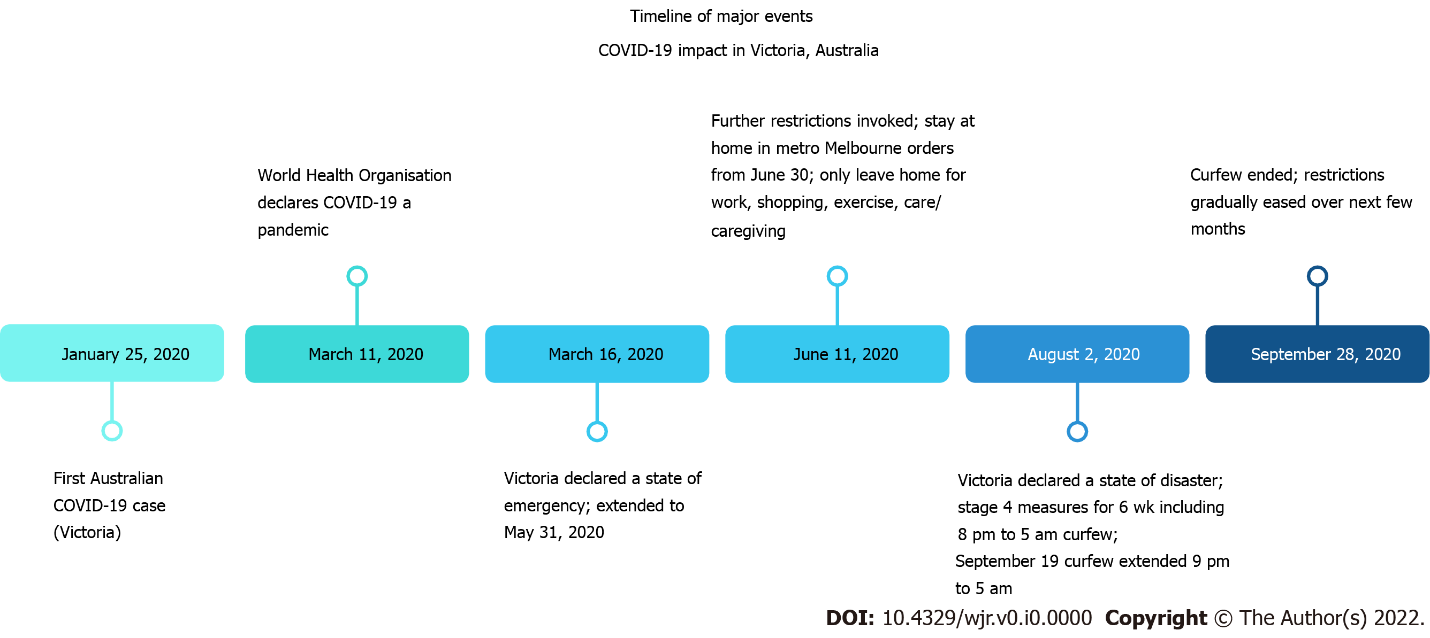 Timeline of major events
COVID-19 impact in Victoria, Australia
January 25, 2020
First Australian
COVID-19 case
(Victoria)
World Health Organisation
declares COVID-19 a
pandemic
March 11, 2020
March 16, 2020
Victoria declared a state of
emergency; extended to
May 31, 2020
Further restrictions invoked; stay at
home in metro Melbourne orders
from June 30; only leave home for
work, shopping, exercise, care/
caregiving
June 11, 2020
August 2, 2020
Victoria declared a state of disaster;
stage 4 measures for 6 wk including
8 pm to 5 am curfew;
September 19 curfew extended 9 pm
to 5 am
Curfew ended; restrictions
gradually eased over next few
months
September 28, 2020
DOI: 10.4329/wjr.v0.i0.0000 Copyright © The Author(s) 2022.